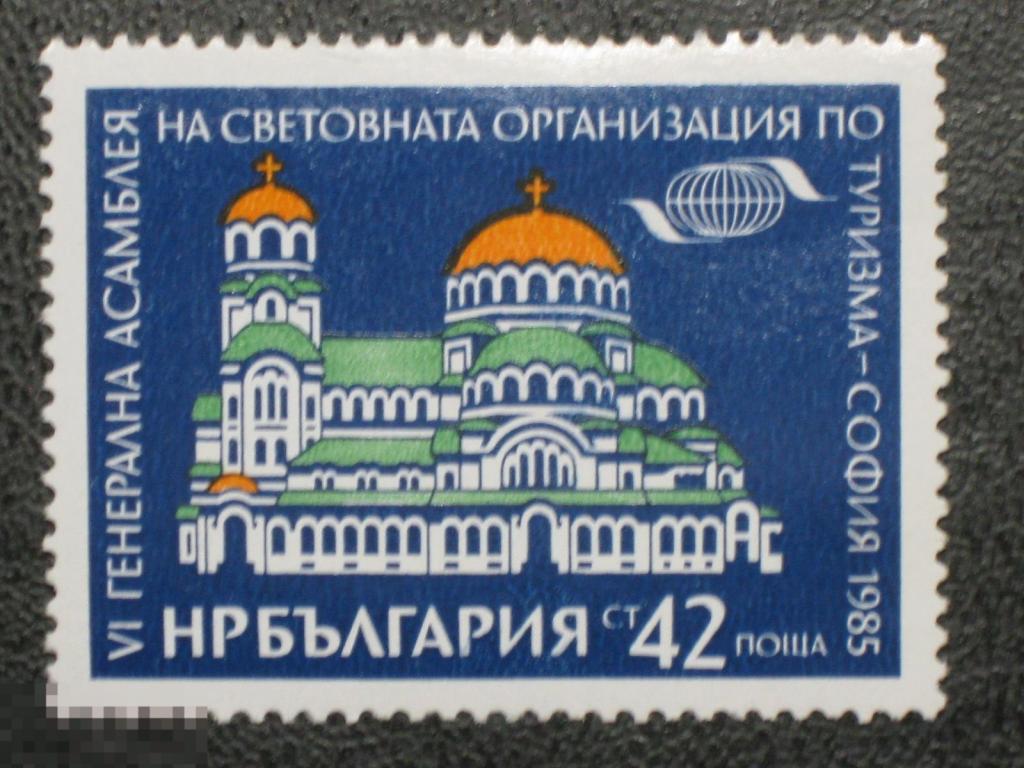 VI ГЕНЕРАЛНА АСАМБЛЕЯ
НА СВЕТОВНАТА ОРГАНИЗАЦИЯ ПО
ТУРИЗМА-СОФИЯ 1985
НРБЪЛГАРИЯ СТ 42 ПОЩА